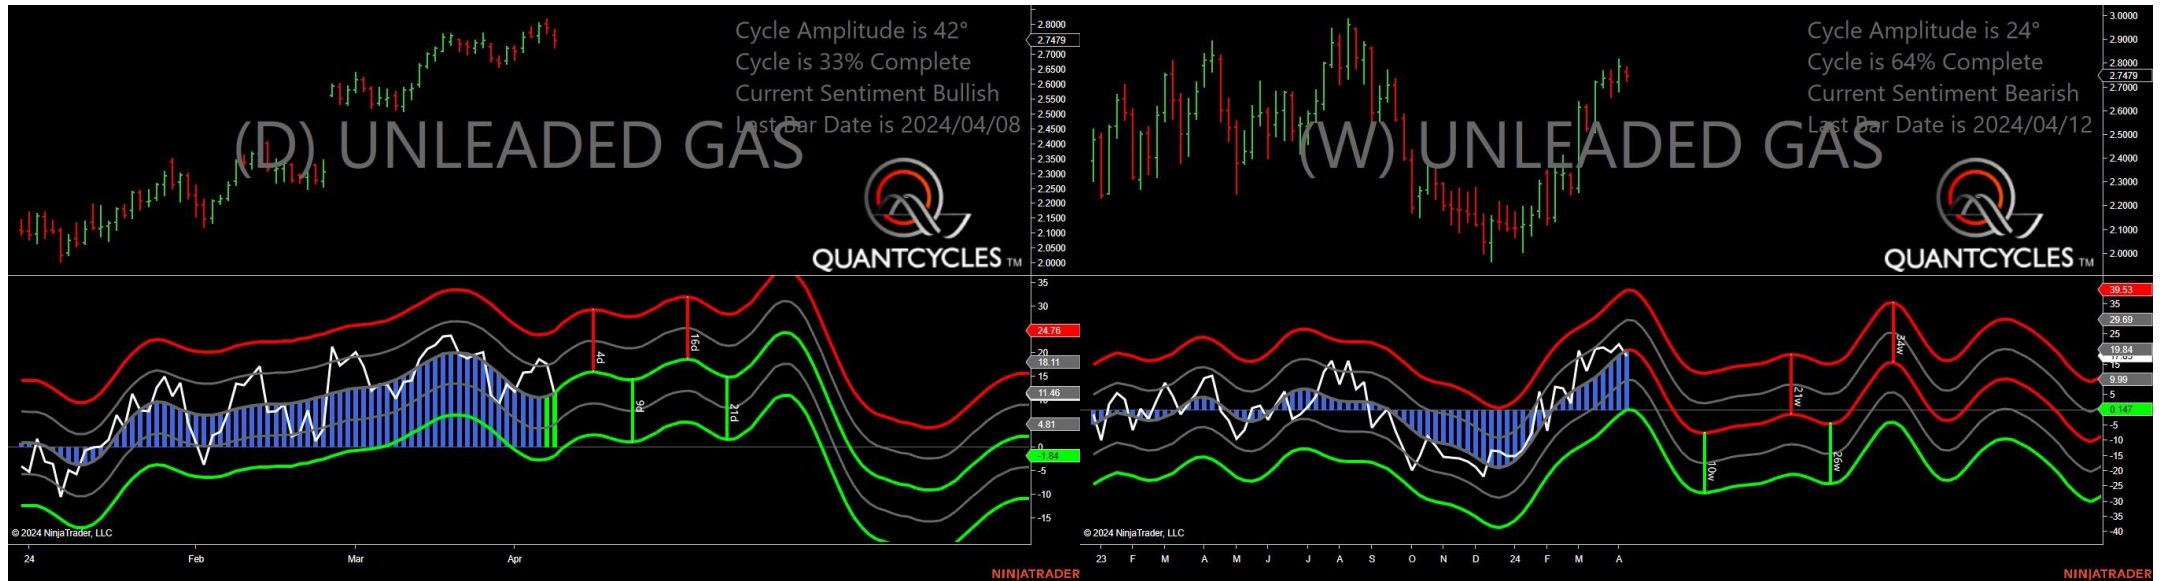 Cycle Amplitude is 42°
Cycle is 33% Complete
Current Sentiment Bullish
Last Bar Date is 2024/04/08
(D) UNLEADED GAS
QUANTCYCLES TM
2.8000
2.7479
2.7000
2.6500
2.6000
2.5500
2.5000
2.4500
2.4000
2.3500
2.3000
2.2500
2.2000
2.1500
2.1000
2.0500
2.0000
35
30
24.76
20
18.11
15
11.46
4.81
0
-1.84
-5
-10
-15
4d
9d
16d
21d
© 2024 NinjaTrader, LLC
24 Feb Mar Apr
NINJATRADER
Cycle Amplitude is 24°
Cycle is 64% Complete
Current Sentiment Bearish
Last Bar Date is 2024/04/12
(W) UNLEADED GAS
QUANTCYCLES TM
3.0000
2.9000
2.8000
2.7479
2.7000
2.6000
2.5000
2.4000
2.3000
2.2000
2.1000
2.0000
39.53
35
29.69
25
19.84
15
9.99
5
0.147
-5
-10
-15
-20
-25
-30
-35
-40
10w
21w
26w
34w
© 2024 NinjaTrader, LLC
23 F M A M J J A S O N D 24 F M A
NINJATRADER